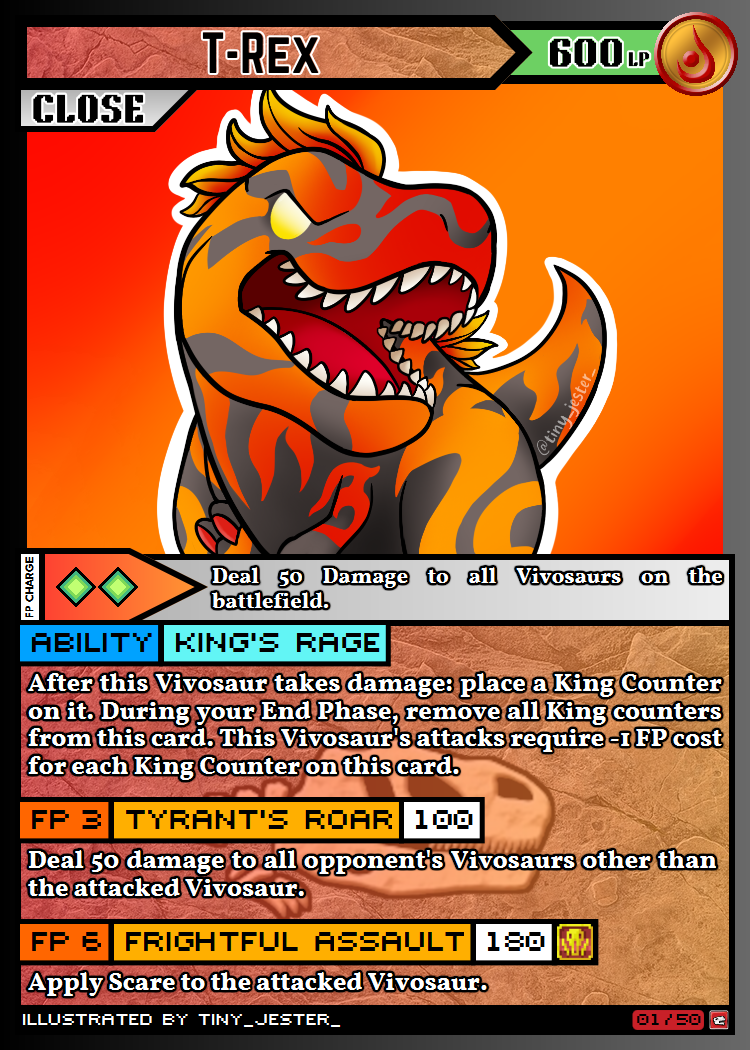 T-Rex
600 LP
CLOSE
@tiny_jester_
FP CHARGE
Deal 50 Damage to all Vivosaurs on the
battlefield.
ABILITY KING'S RAGE
After this Vivosaur takes damage: place a King Counter
on it. During your End Phase, remove all King counters
from this card. This Vivosaur's attacks require -1 FP cost
for each King Counter on this card.
FP 3 TYRANT'S ROAR 100
Deal 50 damage to all opponent's Vivosaurs other than
the attacked Vivosaur.
FP 6 FRIGHTFUL ASSAULT 180
Apply Scare to the attacked Vivosaur.
ILLUSTRATED BY TINY_JESTER_
01/50